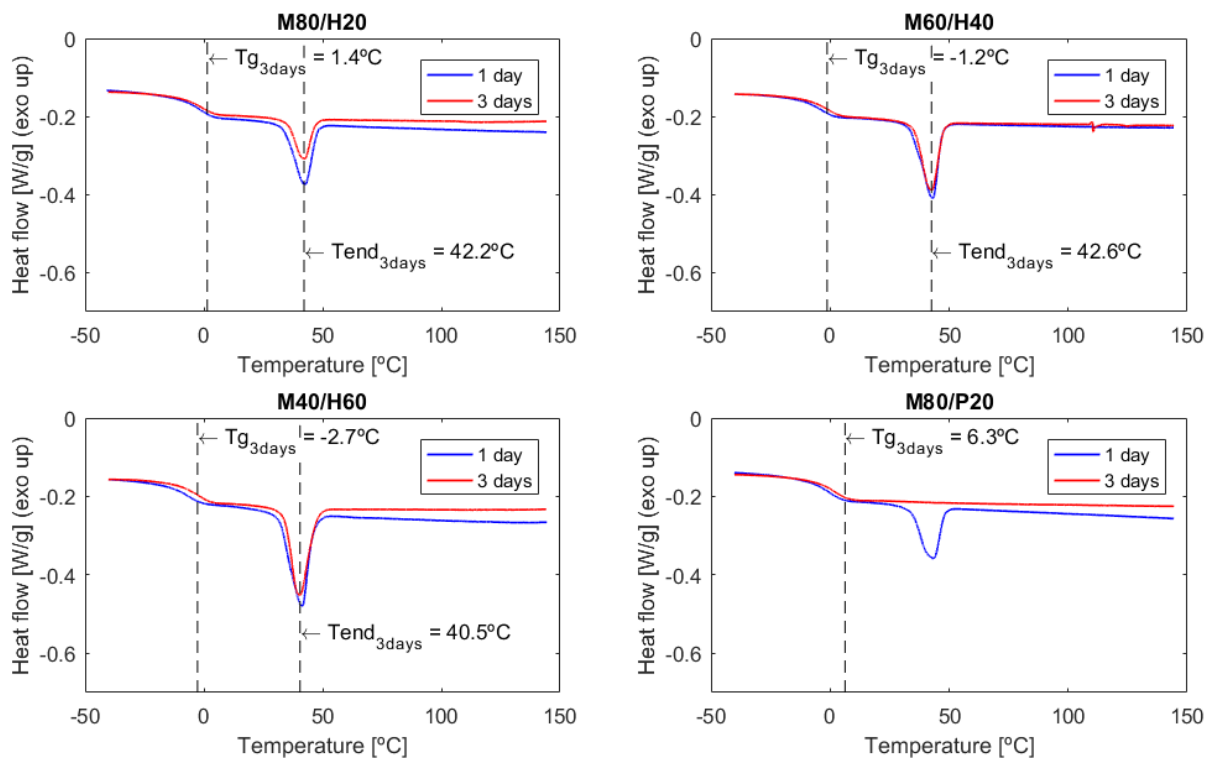 M80/H20
0
-0.2
-0.4
-0.6
Heat flow [W/g] (exo up)
← Tg3days = 1.4ºC
1 day
3 days
← Tend3days = 42.2ºC
-50
0
50
100
150
Temperature [ºC]
M60/H40
0
-0.2
-0.4
-0.6
Heat flow [W/g] (exo up)
← Tg3days = -1.2ºC
1 day
3 days
← Tend3days = 42.6ºC
-50
0
50
100
150
Temperature [ºC]
M40/H60
0
-0.2
-0.4
-0.6
Heat flow [W/g] (exo up)
← Tg3days = -2.7ºC
1 day
3 days
← Tend3days = 40.5ºC
-50
0
50
100
150
Temperature [ºC]
M80/P20
0
-0.2
-0.4
-0.6
Heat flow [W/g] (exo up)
← Tg3days = 6.3ºC
1 day
3 days
-50
0
50
100
150
Temperature [ºC]